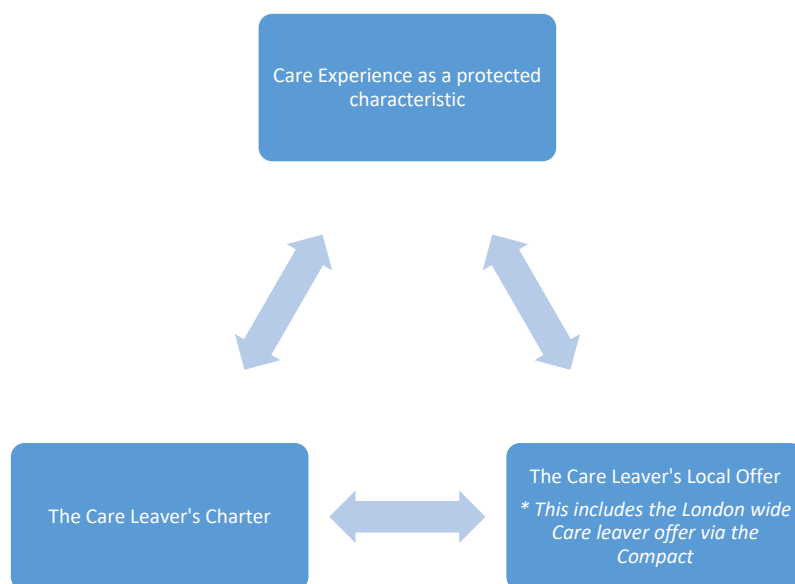 Care Experience as a protected
characteristic
The Care Leaver's Charter
The Care Leaver's Local Offer
* This includes the London wide
Care leaver offer via the
Compact